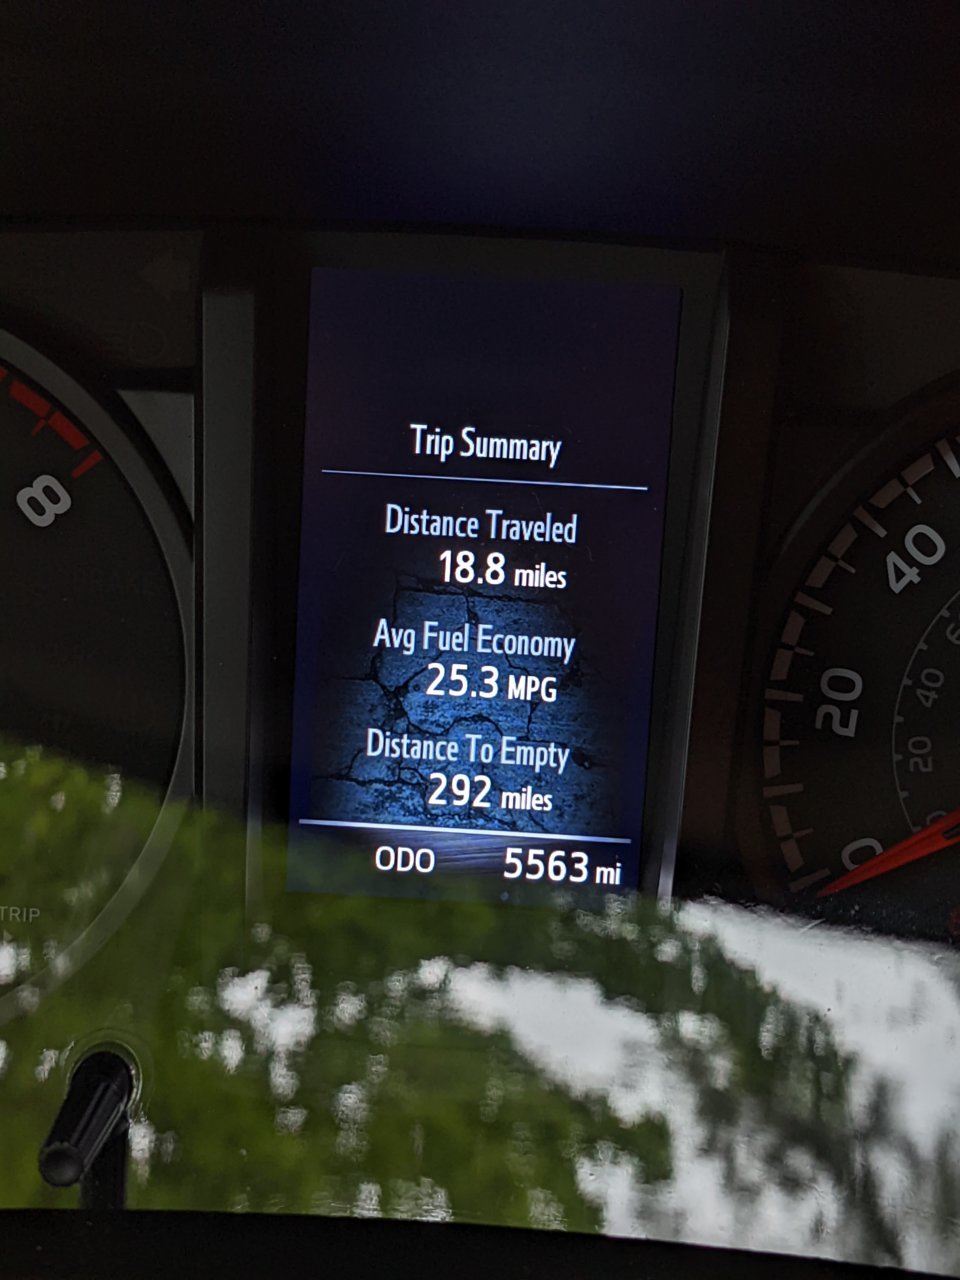 Trip Summary
Distance Traveled
18.8 miles
Avg Fuel Economy
25.3 MPG
Distance To Empty
292 miles
ODO 5563 mi
8
TRIP
40
20
0
40
20